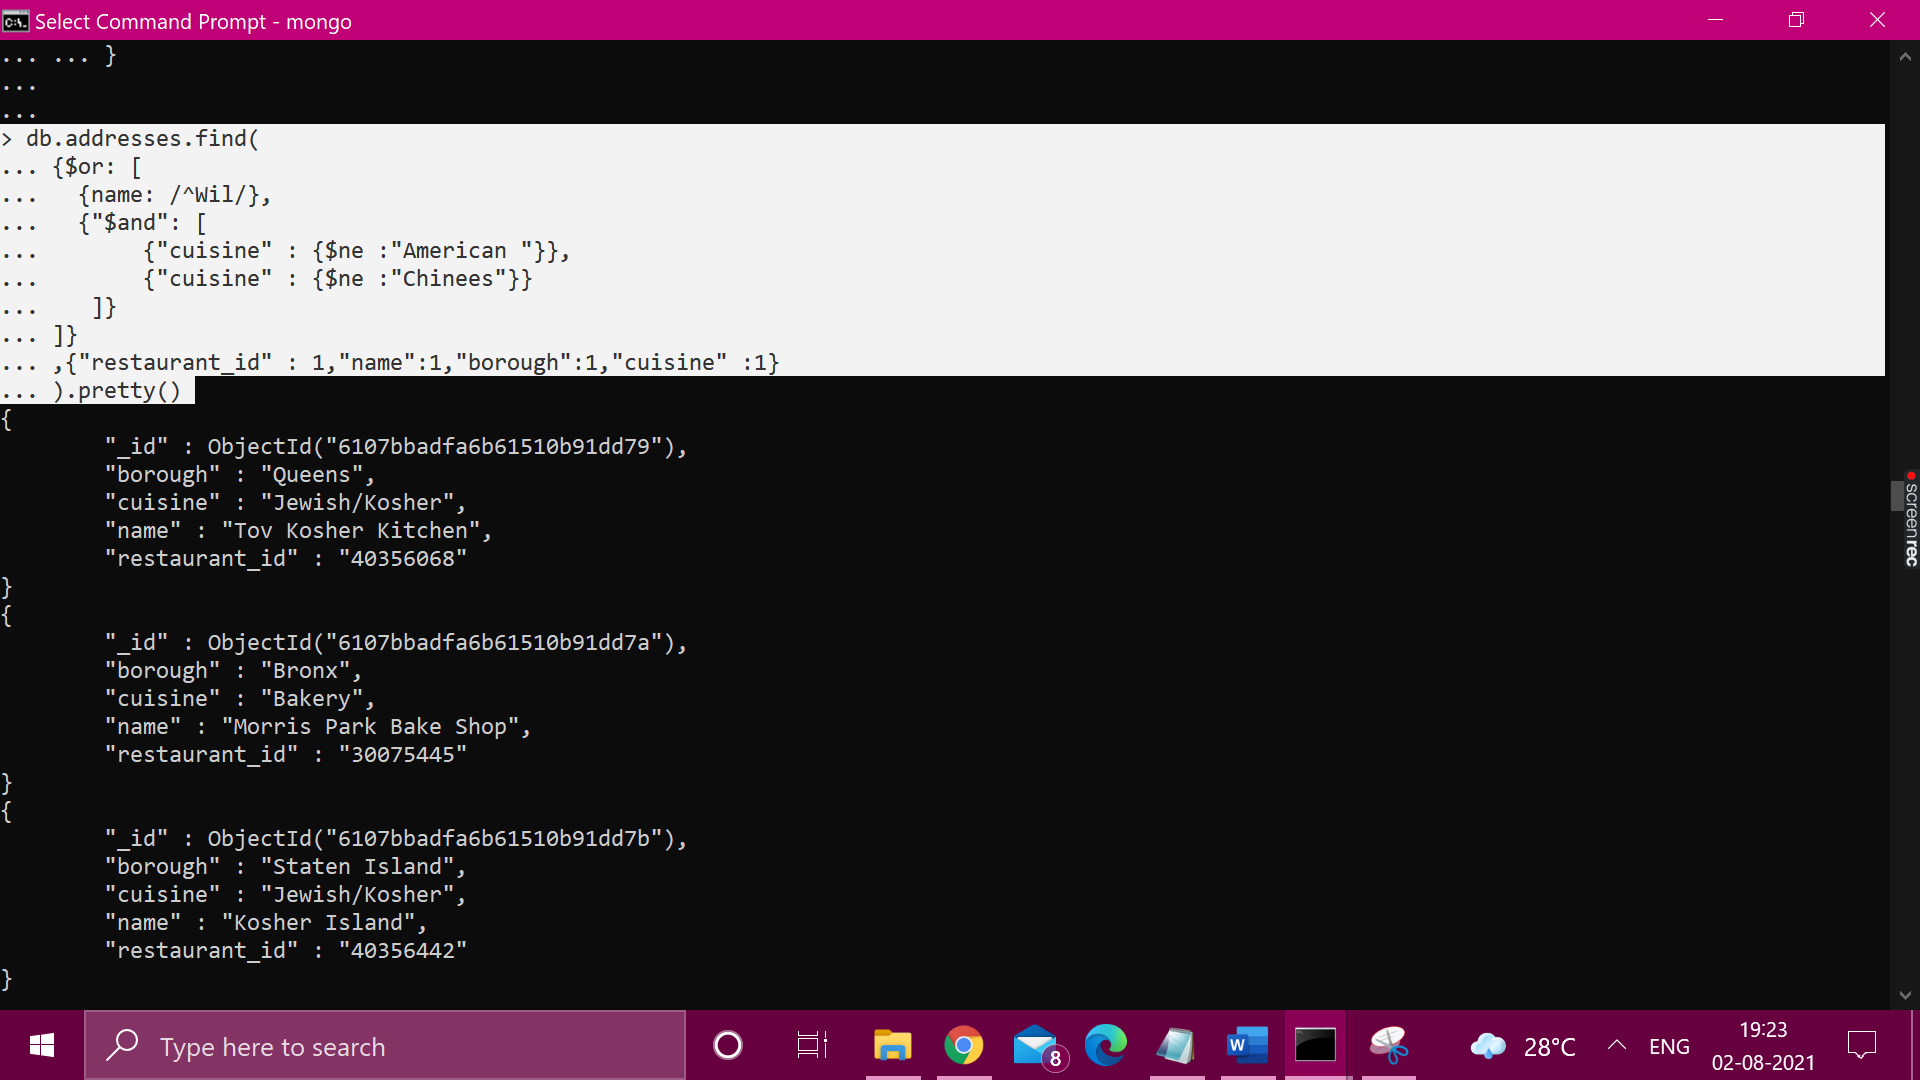 Select Command Prompt - mongo
... ... }
...
...
> db.addresses.find(
... {$or: [
...   {name: /^Wil/},
...   {"$and": [
...        {"cuisine" : {$ne :"American "}},
...        {"cuisine" : {$ne :"Chinees"}}
...    ]}
... ]}
... ,{"restaurant_id" : 1,"name":1,"borough":1,"cuisine" :1}
... ).pretty()
{
        "_id" : ObjectId("6107bbadfa6b61510b91dd79"),
        "borough" : "Queens",
        "cuisine" : "Jewish/Kosher",
        "name" : "Tov Kosher Kitchen",
        "restaurant_id" : "40356068"
}
{
        "_id" : ObjectId("6107bbadfa6b61510b91dd7a"),
        "borough" : "Bronx",
        "cuisine" : "Bakery",
        "name" : "Morris Park Bake Shop",
        "restaurant_id" : "30075445"
}
{
        "_id" : ObjectId("6107bbadfa6b61510b91dd7b"),
        "borough" : "Staten Island",
        "cuisine" : "Jewish/Kosher",
        "name" : "Kosher Island",
        "restaurant_id" : "40356442"
}
screenrec
Type here to search
8
W
28°C
ENG
19:23
02-08-2021